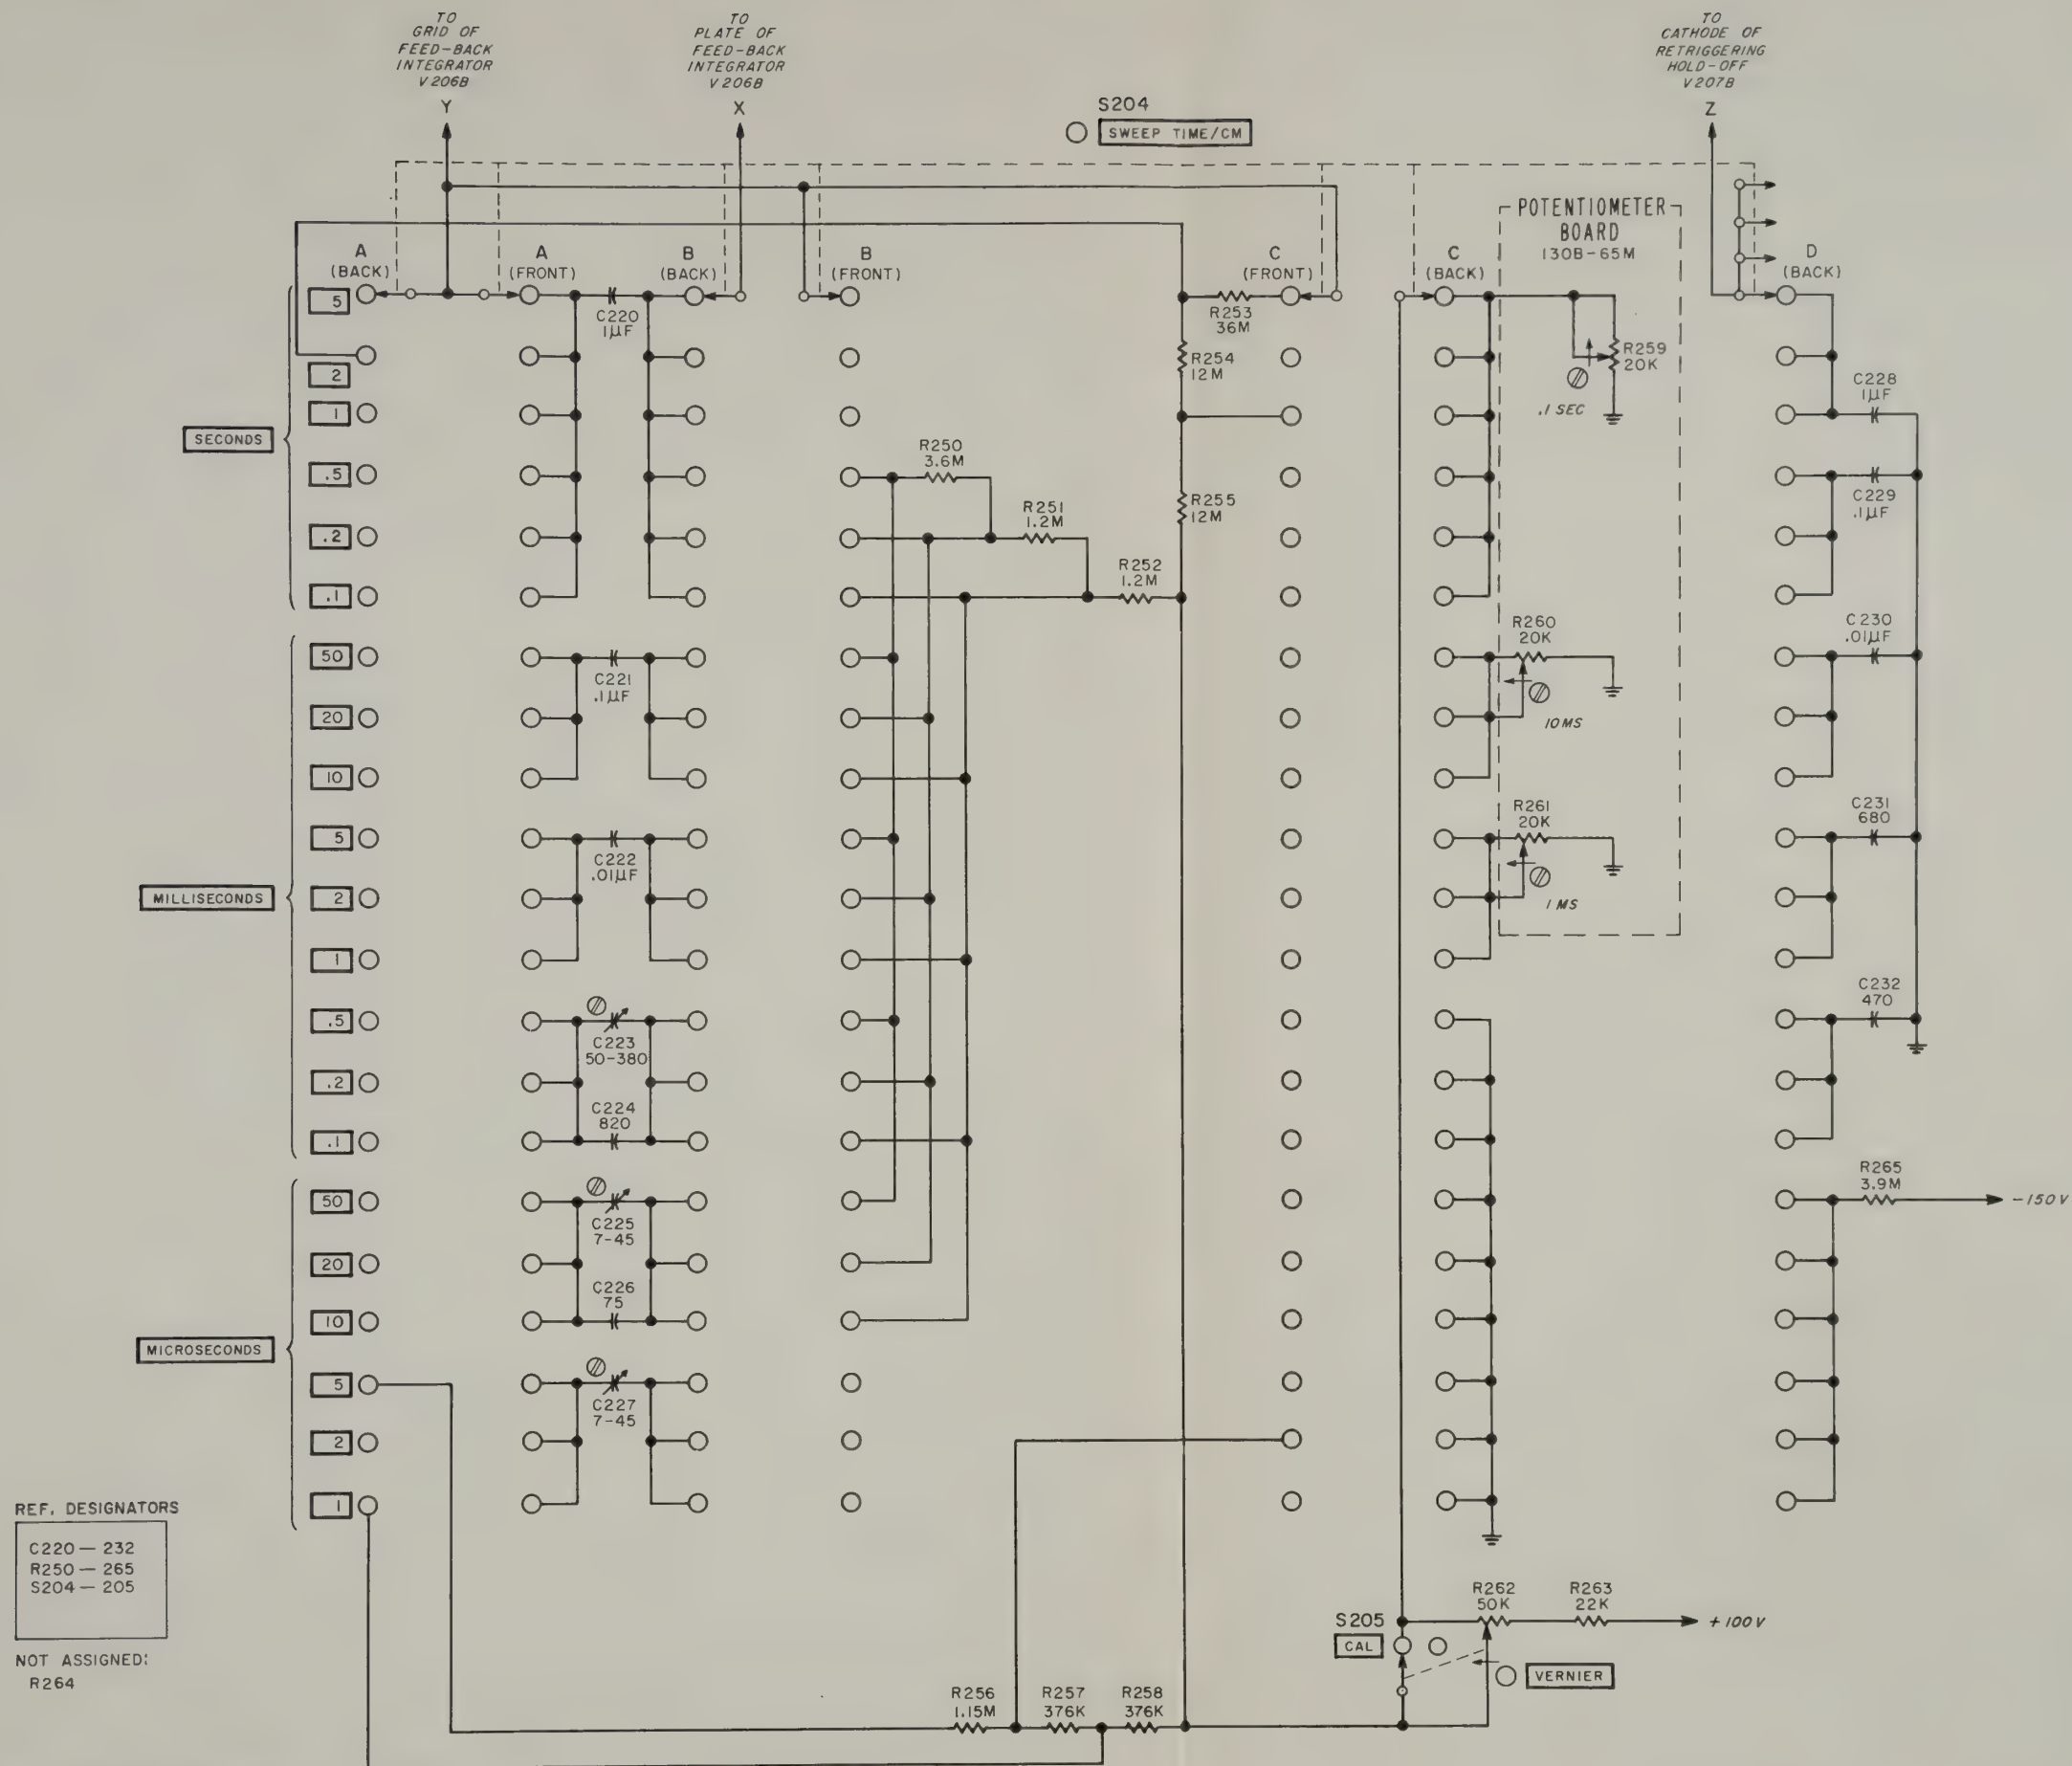 TO
GRID OF
FEED-BACK
INTEGRATOR
V206B
Y
TO
PLATE OF
FEED-BACK
INTEGRATOR
V206B
X
TO
CATHODE OF
RETRIGGERING
HOLD-OFF
V207B
Z
S204
SWEEP TIME/CM
POTENTIOMETER
BOARD
130B-65M
A
(BACK)
A
(FRONT)
B
(BACK)
B
(FRONT)
C
(FRONT)
C
(BACK)
D
(BACK)
SECONDS
5
2
1
.5
.2
.1
MILLISECONDS
50
20
10
5
2
1
.5
.2
.1
MICROSECONDS
50
20
10
5
2
1
C220
1µF
C221
.1µF
C222
.01µF
C223
50-380
C224
820
C225
7-45
C226
75
C227
7-45
R250
3.6M
R251
1.2M
R252
1.2M
R253
36M
R254
12M
R255
12M
R259
20K
.1 SEC
R260
20K
10MS
R261
20K
1 MS
C228
1µF
C229
.1µF
C230
.01µF
C231
680
C232
470
R265
3.9M
-150V
R262
50K
R263
22K
+100V
S205
CAL
VERNIER
R256
1.15M
R257
376K
R258
376K
REF. DESIGNATORS
C220 — 232
R250 — 265
S204 — 205
NOT ASSIGNED:
R264